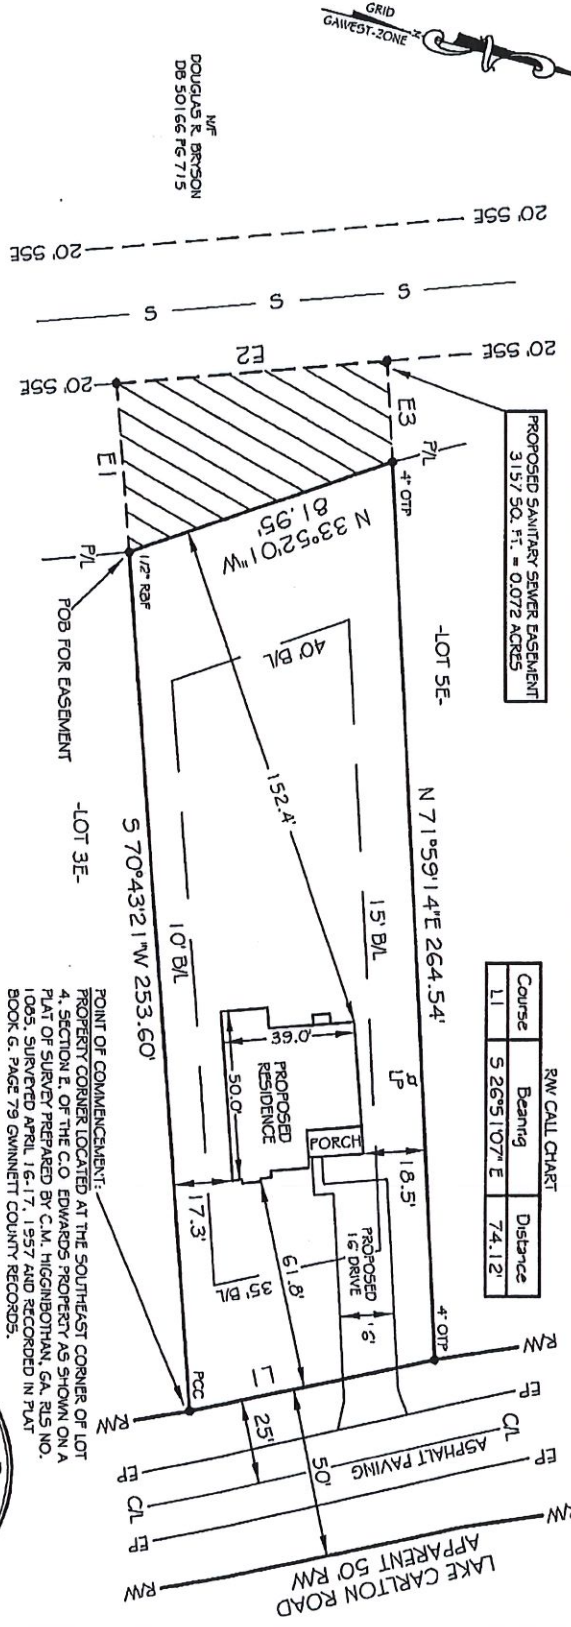 GRID
GAWEST-ZONE
N
N/F
DOUGLAS R. BRYSON
DB 50166 PG 715
20' SSE
20' SSE
S
S
S
20' SSE
20' SSE
E2
E3
E1
P/L
P/L
4" OTP
1/2" RBF
PROPOSED SANITARY SEWER EASEMENT
3157 SQ. FT. = 0.072 ACRES
N 33°52'01"W
81.95'
POB FOR EASEMENT
-LOT 5E-
40' B/L
152.4'
-LOT 3E-
N 71°59'14"E 264.54'
15' B/L
10' B/L
S 70°43'21"W 253.60'
R/W CALL CHART
Course
Bearing
Distance
L1
S 26°51'07" E
74.12'
LP
39.0'
50.0'
PROPOSED
RESIDENCE
PORCH
18.5'
17.3'
PROPOSED
16' DRIVE
16'
61.8'
35' B/L
L1
4" OTP
PCC
POINT OF COMMENCEMENT:
PROPERTY CORNER LOCATED AT THE SOUTHEAST CORNER OF LOT
4, SECTION E, OF THE C.O EDWARDS PROPERTY AS SHOWN ON A
PLAT OF SURVEY PREPARED BY C.M. HIGGINBOTHAN, GA. RLS NO.
1085, SURVEYED APRIL 16-17, 1957 AND RECORDED IN PLAT
BOOK G, PAGE 79 GWINNETT COUNTY RECORDS.
R/W
R/W
EP
EP
C/L
C/L
EP
EP
ASPHALT PAVING
25'
50'
R/W
R/W
LAKE CARLTON ROAD
APPARENT 50' R/W